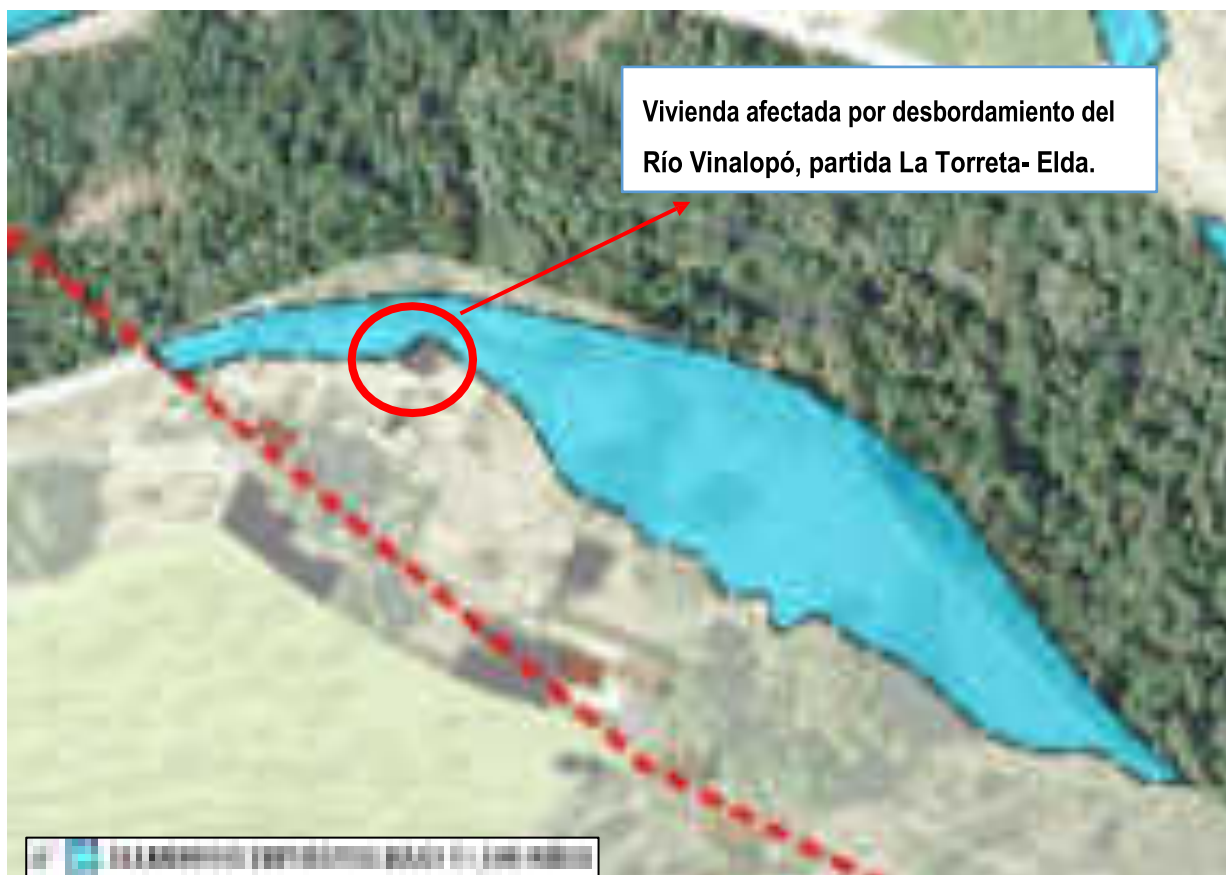 Vivienda afectada por desbordamiento del
Río Vinalopó, partida La Torreta- Elda.